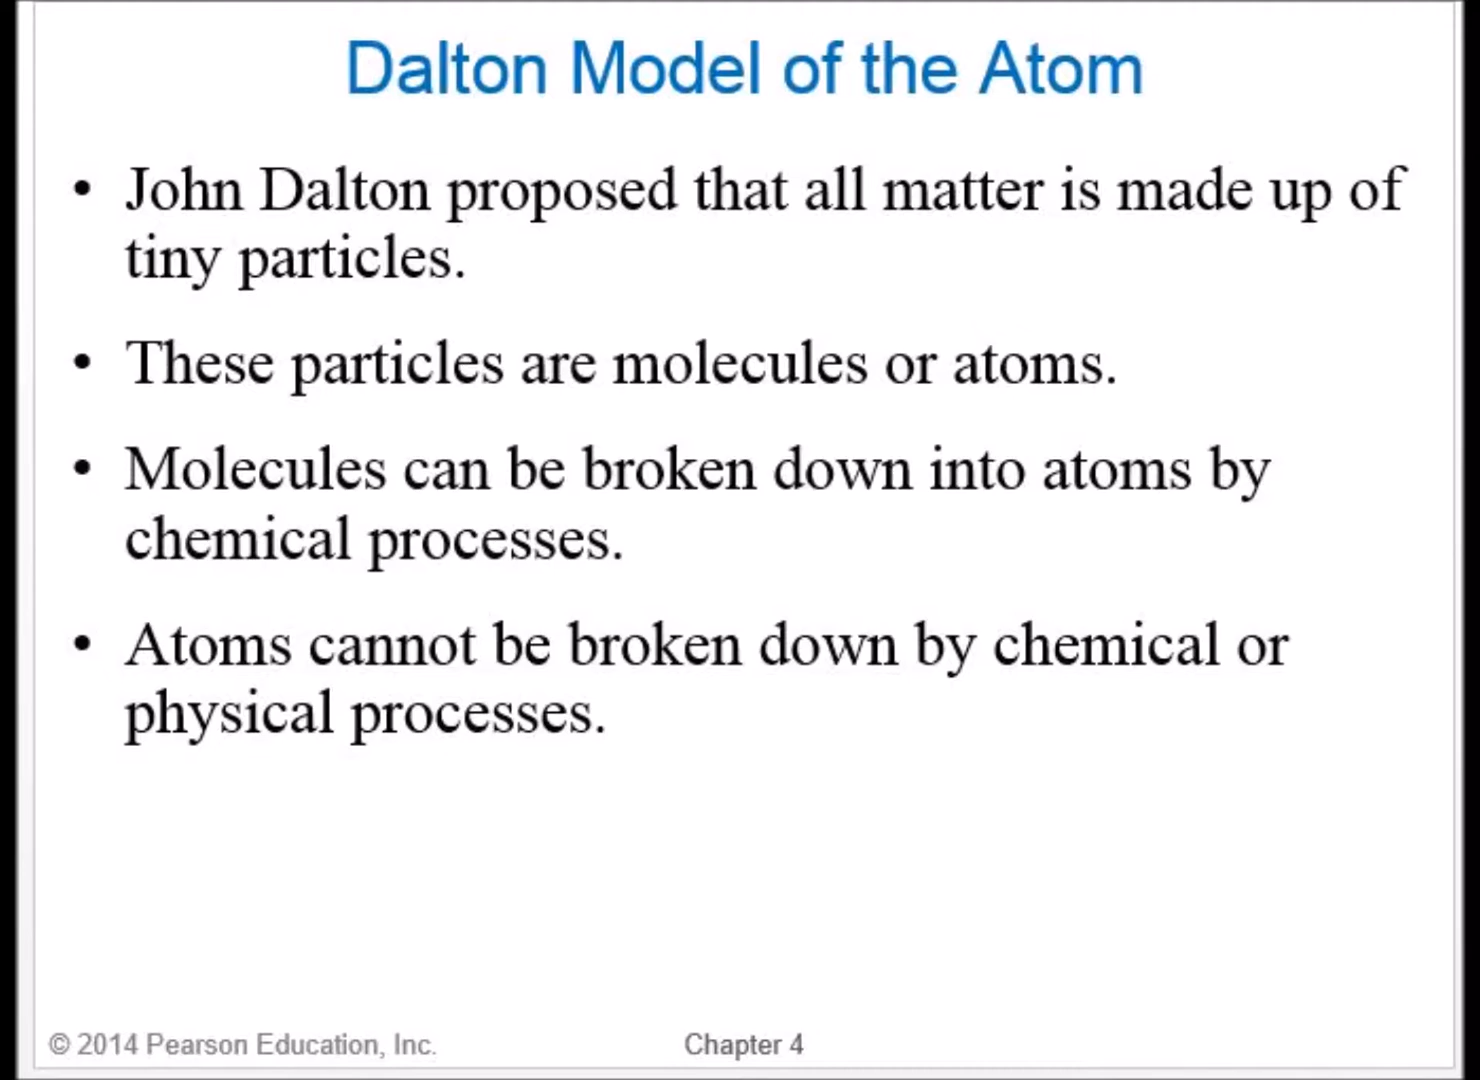 Dalton Model of the Atom
• John Dalton proposed that all matter is made up of
tiny particles.
• These particles are molecules or atoms.
• Molecules can be broken down into atoms by
chemical processes.
• Atoms cannot be broken down by chemical or
physical processes.
© 2014 Pearson Education, Inc.
Chapter 4